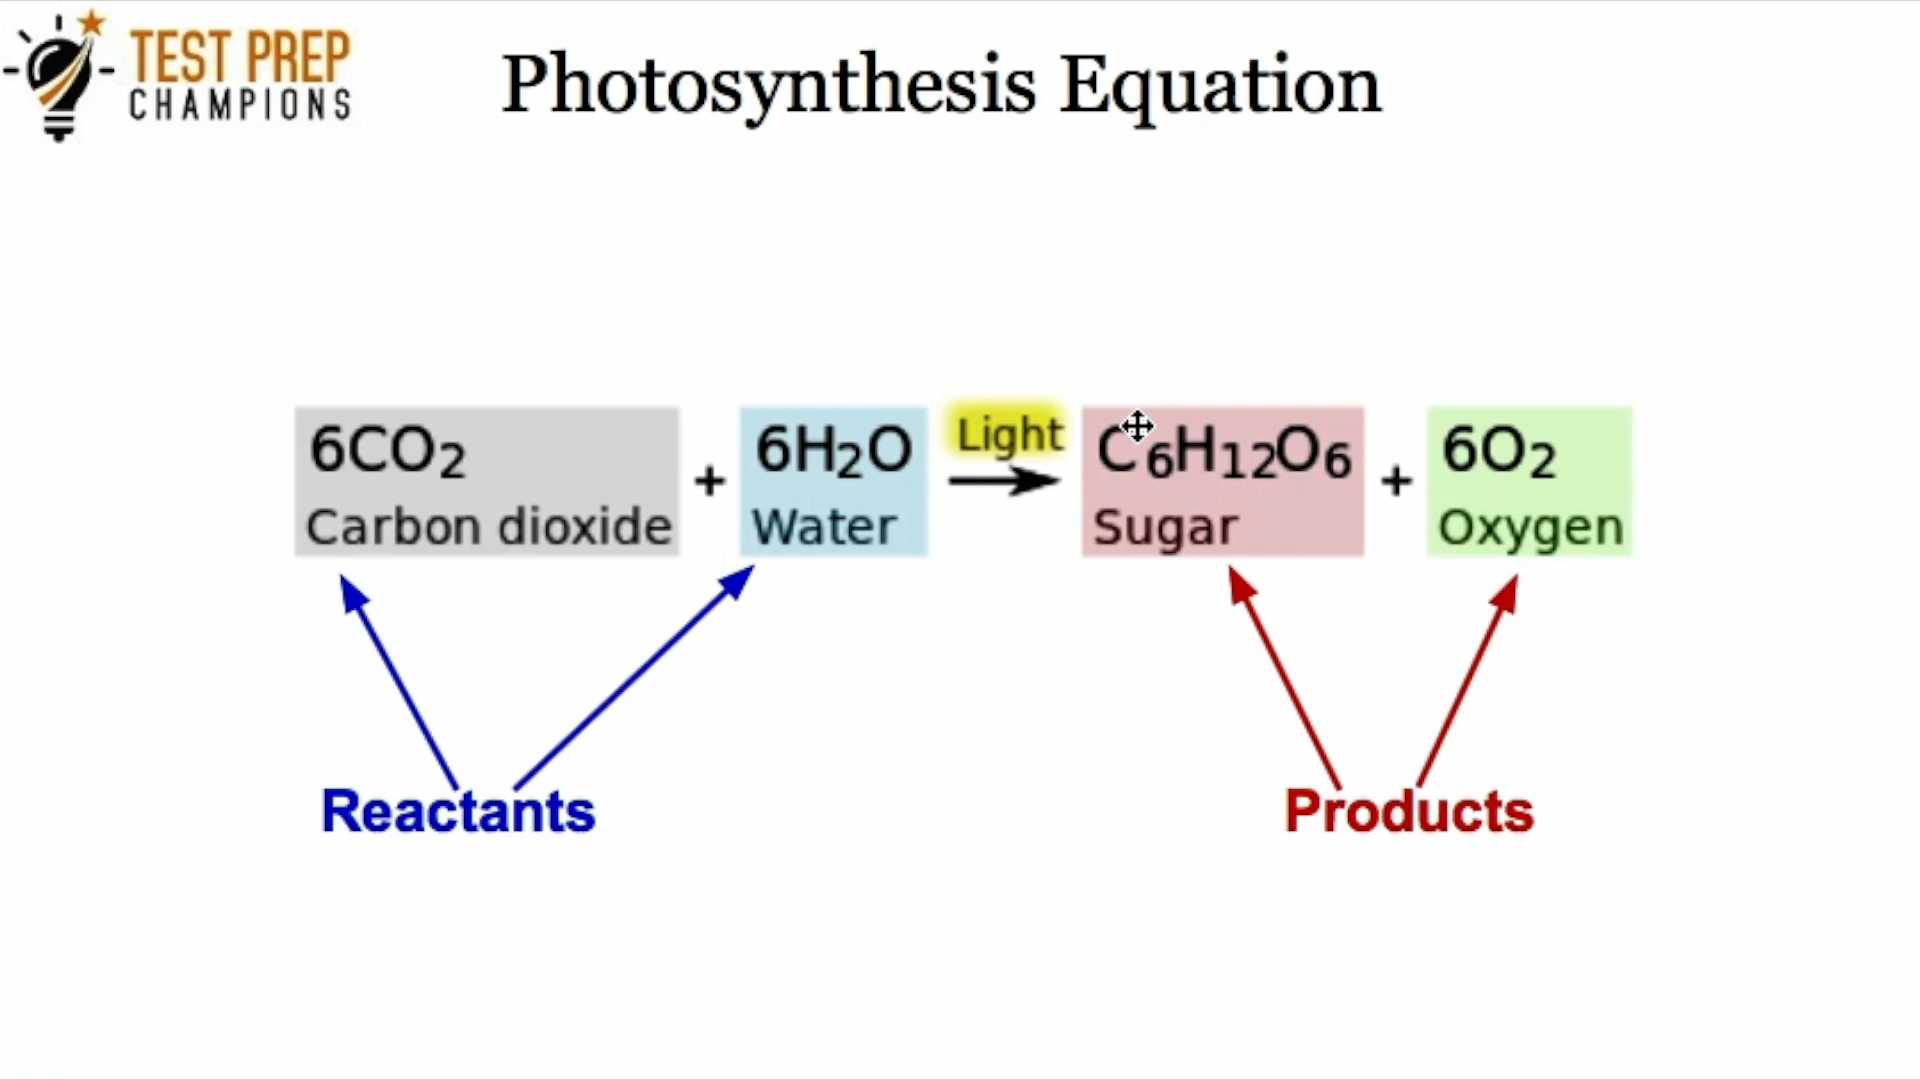 TEST PREP
CHAMPIONS
Photosynthesis Equation
6CO₂ + 6H₂O Light → C₆H₁₂O₆ + 6O₂
Carbon dioxide Water Sugar Oxygen
Reactants Products